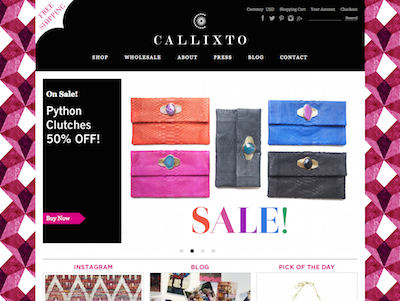 FREE
SHIPPING
Currency USD Shopping Cart Your Account Checkout
Search
CALLIXTO
SHOP WHOLESALE ABOUT PRESS BLOG CONTACT
On Sale!
Python
Clutches
50% OFF!
Buy Now
SALE!
INSTAGRAM BLOG PICK OF THE DAY